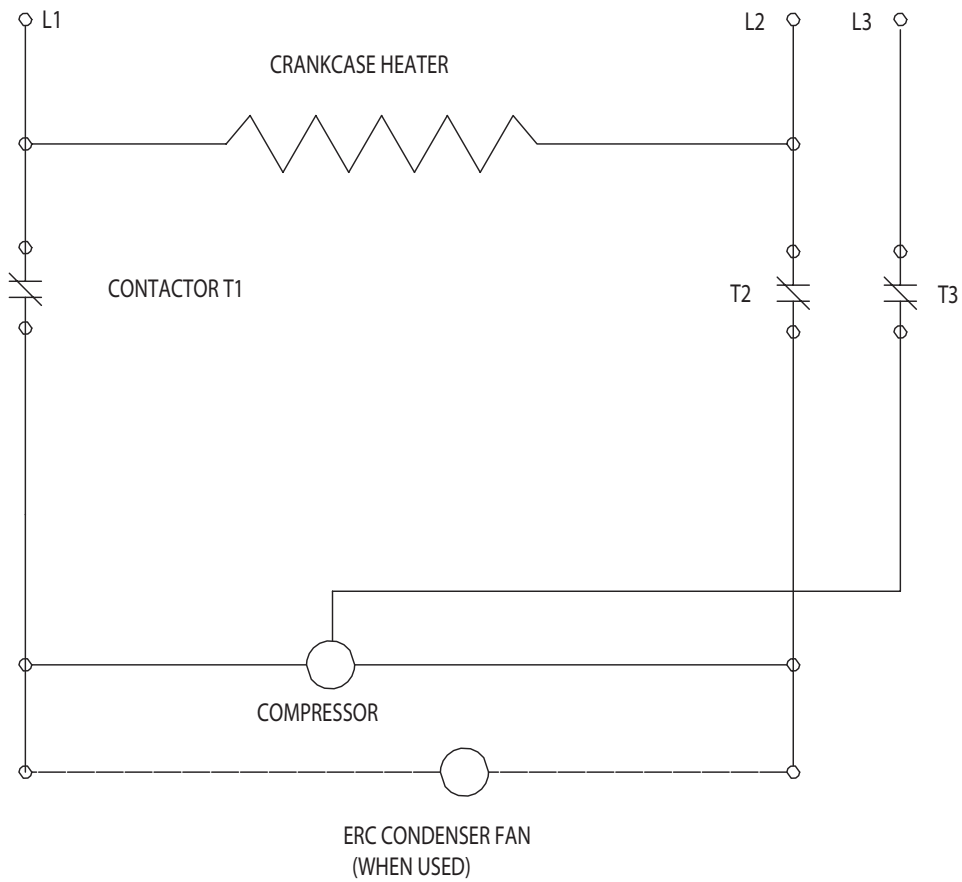 L1
L2
L3
CRANKCASE HEATER
CONTACTOR T1
T2
T3
COMPRESSOR
ERC CONDENSER FAN
(WHEN USED)